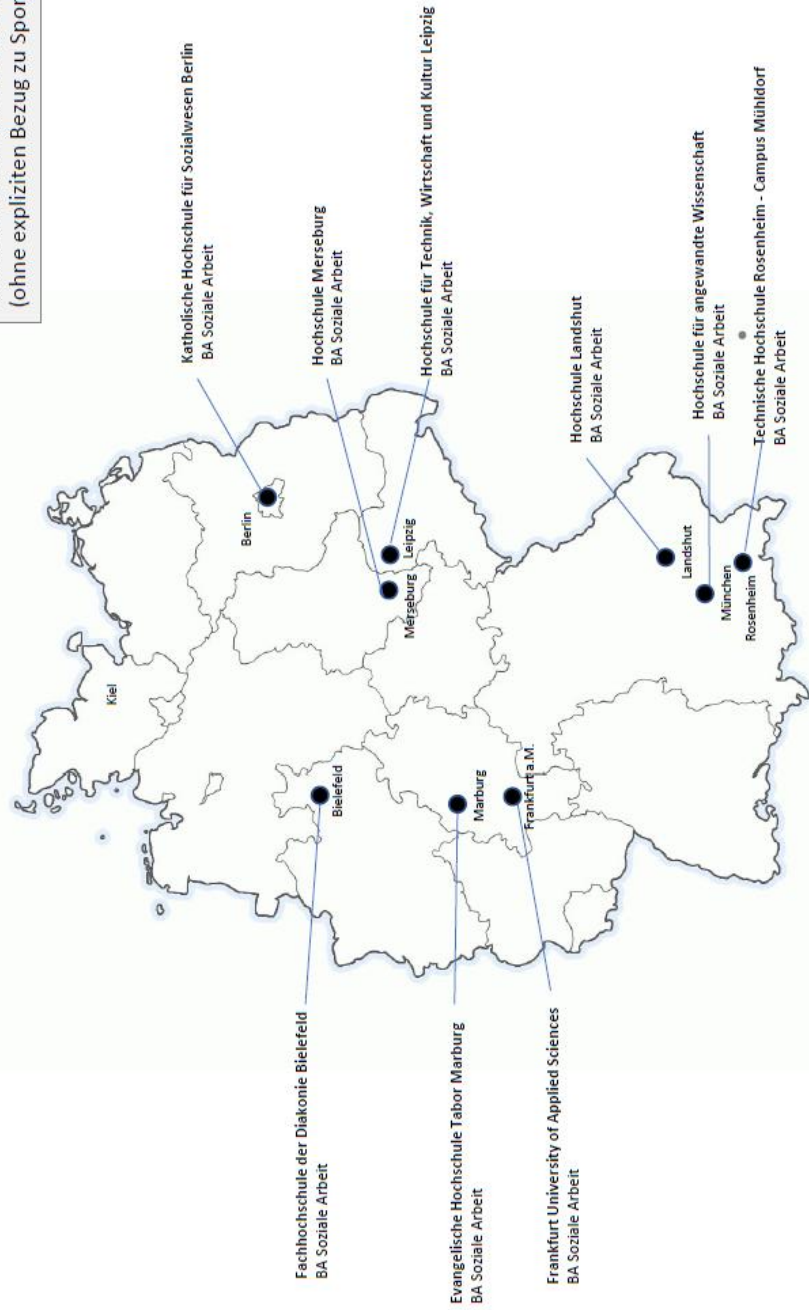 (ohne expliziten Bezug zu Spor
Katholische Hochschule für Sozialwesen Berlin
BA Soziale Arbeit
Hochschule Merseburg
BA Soziale Arbeit
Hochschule für Technik, Wirtschaft und Kultur Leipzig
BA Soziale Arbeit
Hochschule Landshut
BA Soziale Arbeit
Hochschule für angewandte Wissenschaft
BA Soziale Arbeit
Technische Hochschule Rosenheim - Campus Mühldorf
BA Soziale Arbeit
Kiel
Berlin
Leipzig
Merseburg
Bielefeld
Marburg
Frankfurt a.M.
Landshut
München
Rosenheim
Fachhochschule der Diakonie Bielefeld
BA Soziale Arbeit
Evangelische Hochschule Tabor Marburg
BA Soziale Arbeit
Frankfurt University of Applied Sciences
BA Soziale Arbeit